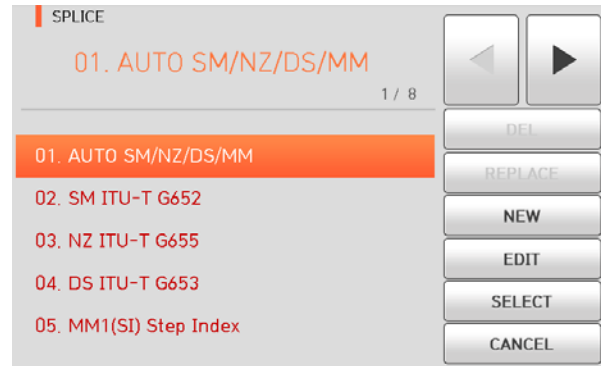 SPLICE
01. AUTO SM/NZ/DS/MM
1 / 8
01. AUTO SM/NZ/DS/MM
02. SM ITU-T G652
03. NZ ITU-T G655
04. DS ITU-T G653
05. MM1(SI) Step Index
DEL
REPLACE
NEW
EDIT
SELECT
CANCEL